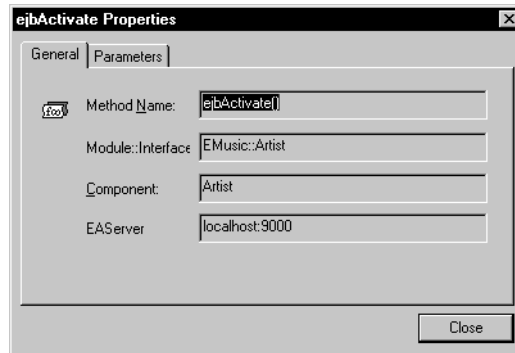 ejbActivate Properties
General
Parameters
Method Name: ejbActivate()
Module::Interface EMusic::Artist
Component: Artist
EAServer localhost:9000
Close